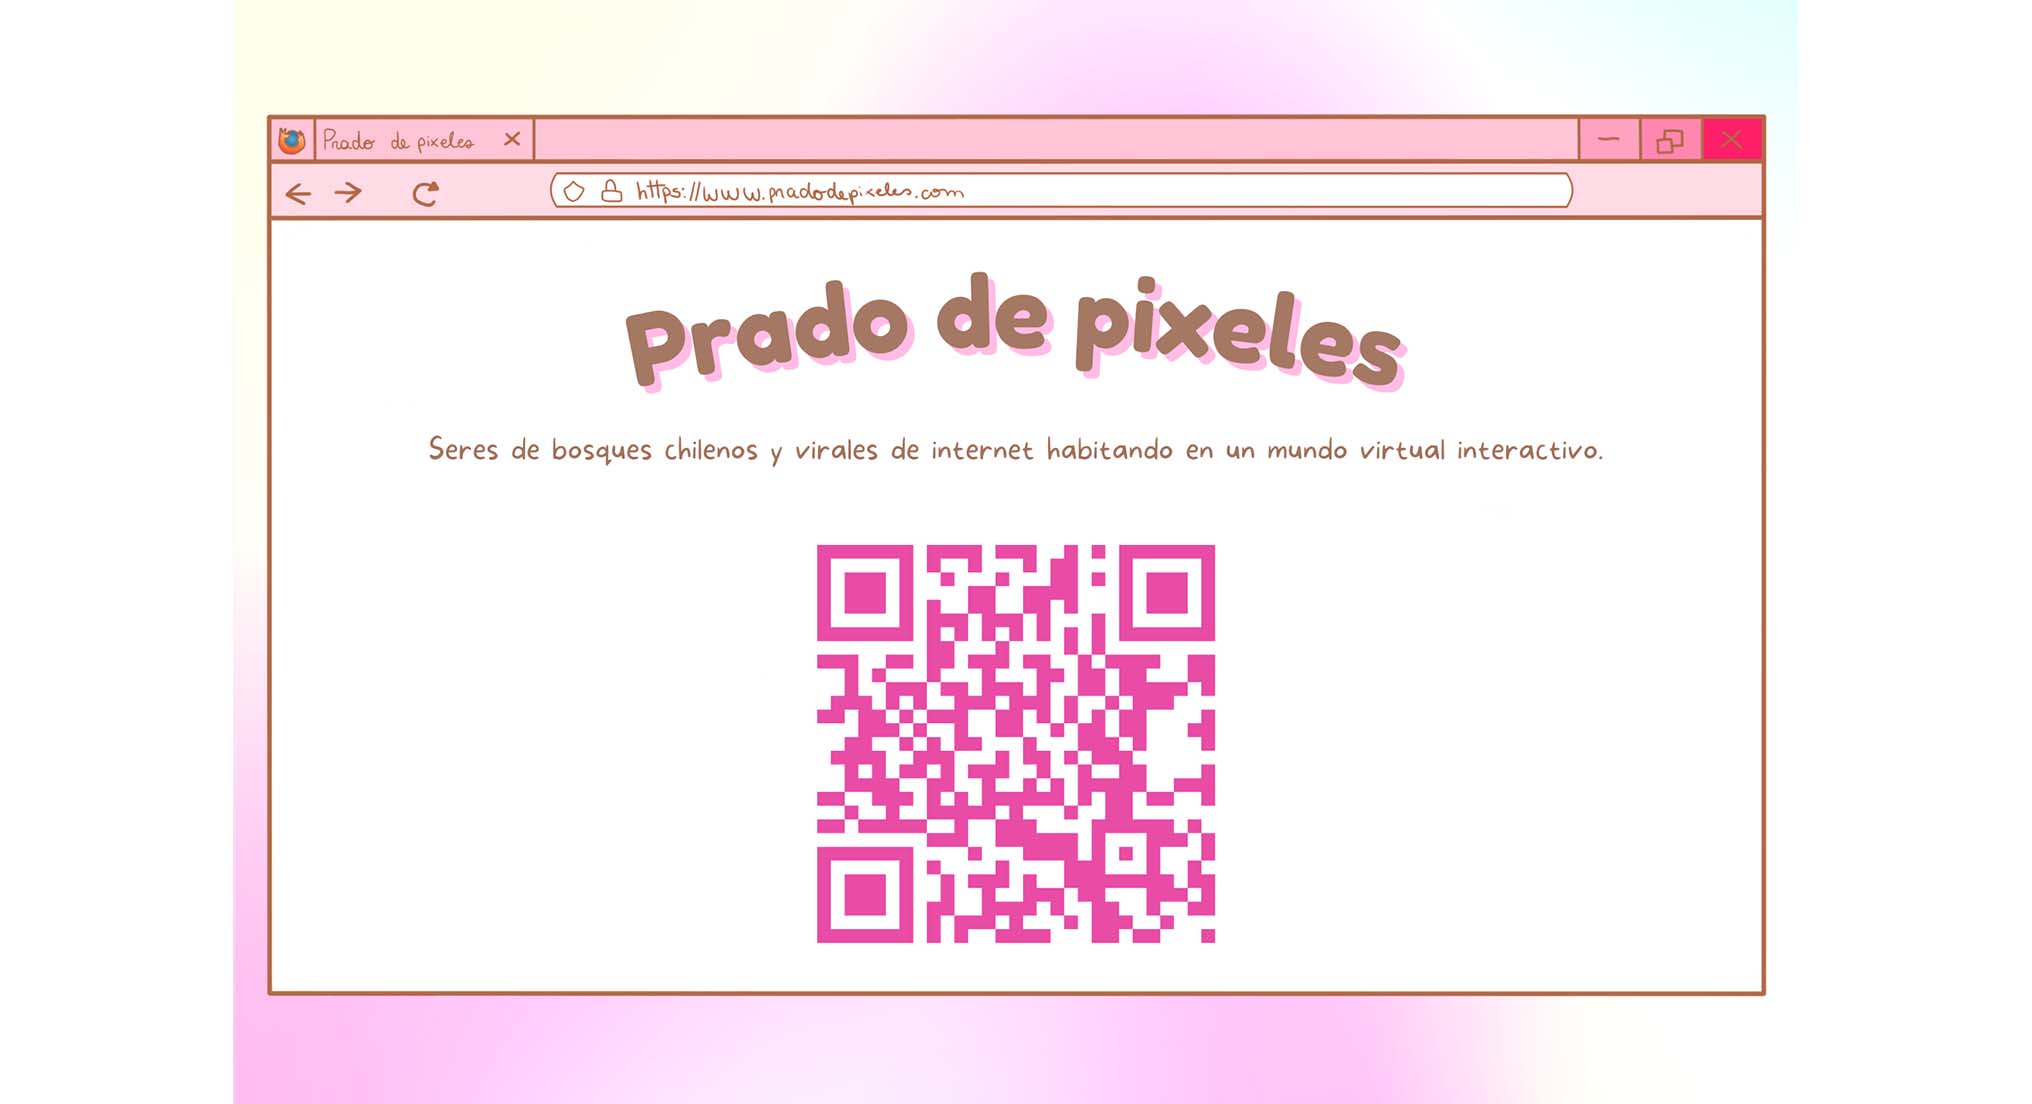 Prado de pixeles
https://www.pradodepixeles.com
Prado de pixeles
Seres de bosques chilenos y virales de internet habitando en un mundo virtual interactivo.